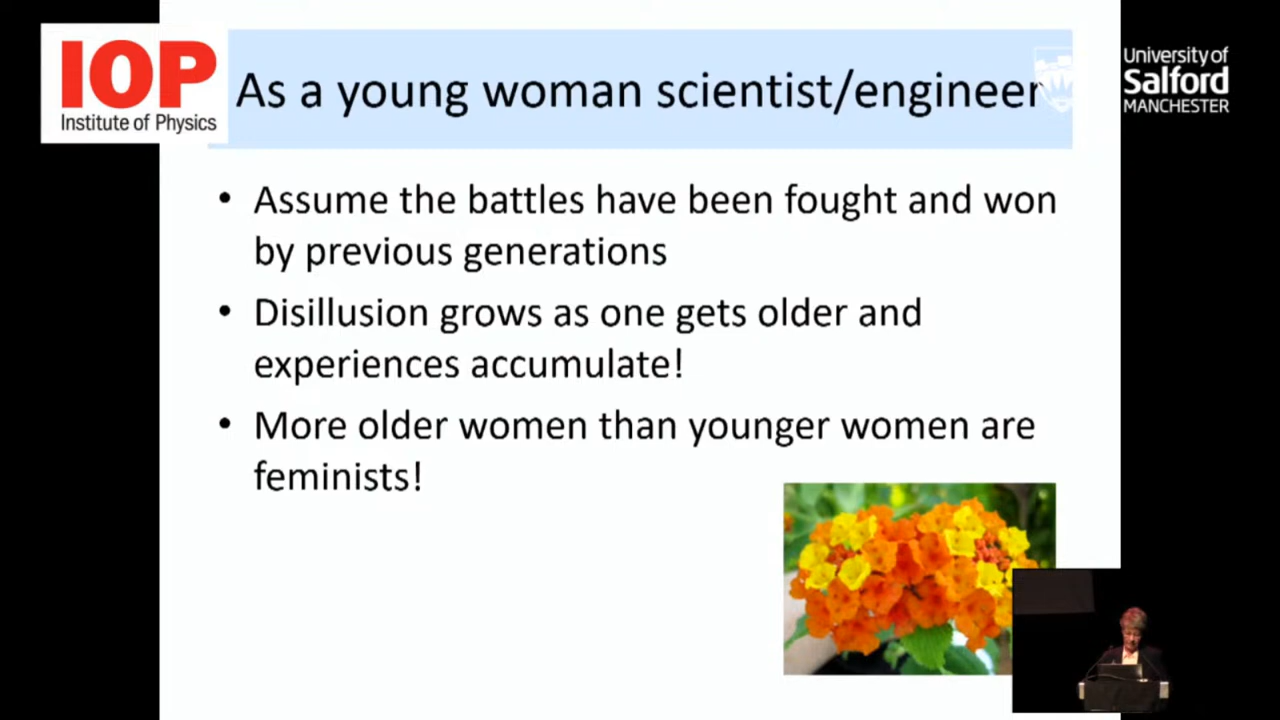 IOP
Institute of Physics
As a young woman scientist/engineer
University of
Salford
MANCHESTER
• Assume the battles have been fought and won
by previous generations
• Disillusion grows as one gets older and
experiences accumulate!
• More older women than younger women are
feminists!